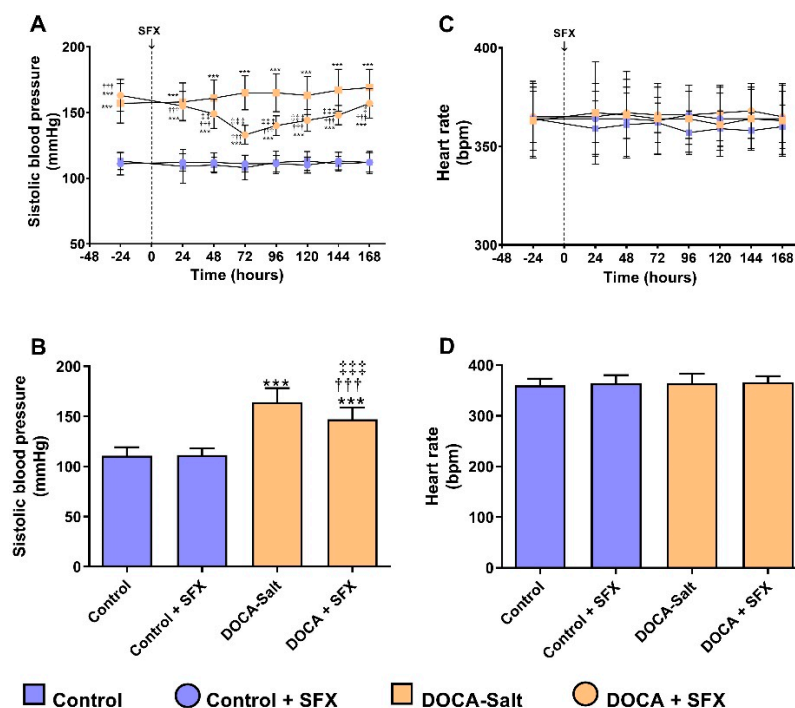 A
SFX
Sistolic blood pressure
(mmHg)
200
150
100
50
***
***
***
***
***
***
***
†††
***
†††
***
‡‡‡
†††
***
‡‡‡
†††
***
‡‡‡
†††
***
‡‡‡
†††
***
‡‡‡
†††
***
†††
***
-48 -24 0 24 48 72 96 120 144 168
Time (hours)
C
SFX
Heart rate
(bpm)
400
350
300
-48 -24 0 24 48 72 96 120 144 168
Time (hours)
B
Sistolic blood pressure
(mmHg)
200
150
100
50
0
***
‡‡‡
†††
***
Control
Control + SFX
DOCA-Salt
DOCA + SFX
D
Heart rate
(bpm)
400
300
200
100
0
Control
Control + SFX
DOCA-Salt
DOCA + SFX
Control Control + SFX DOCA-Salt DOCA + SFX